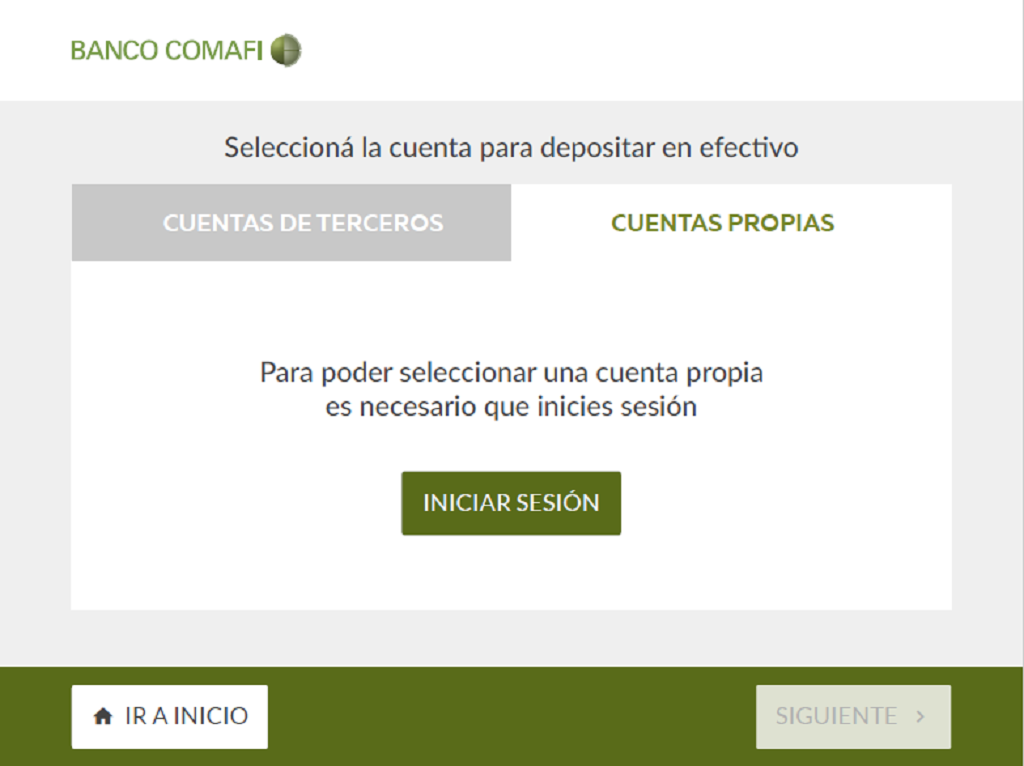 BANCO COMAFI
Seleccioná la cuenta para depositar en efectivo
CUENTAS DE TERCEROS
CUENTAS PROPIAS
Para poder seleccionar una cuenta propia
es necesario que inicies sesión
INICIAR SESIÓN
IR A INICIO
SIGUIENTE >